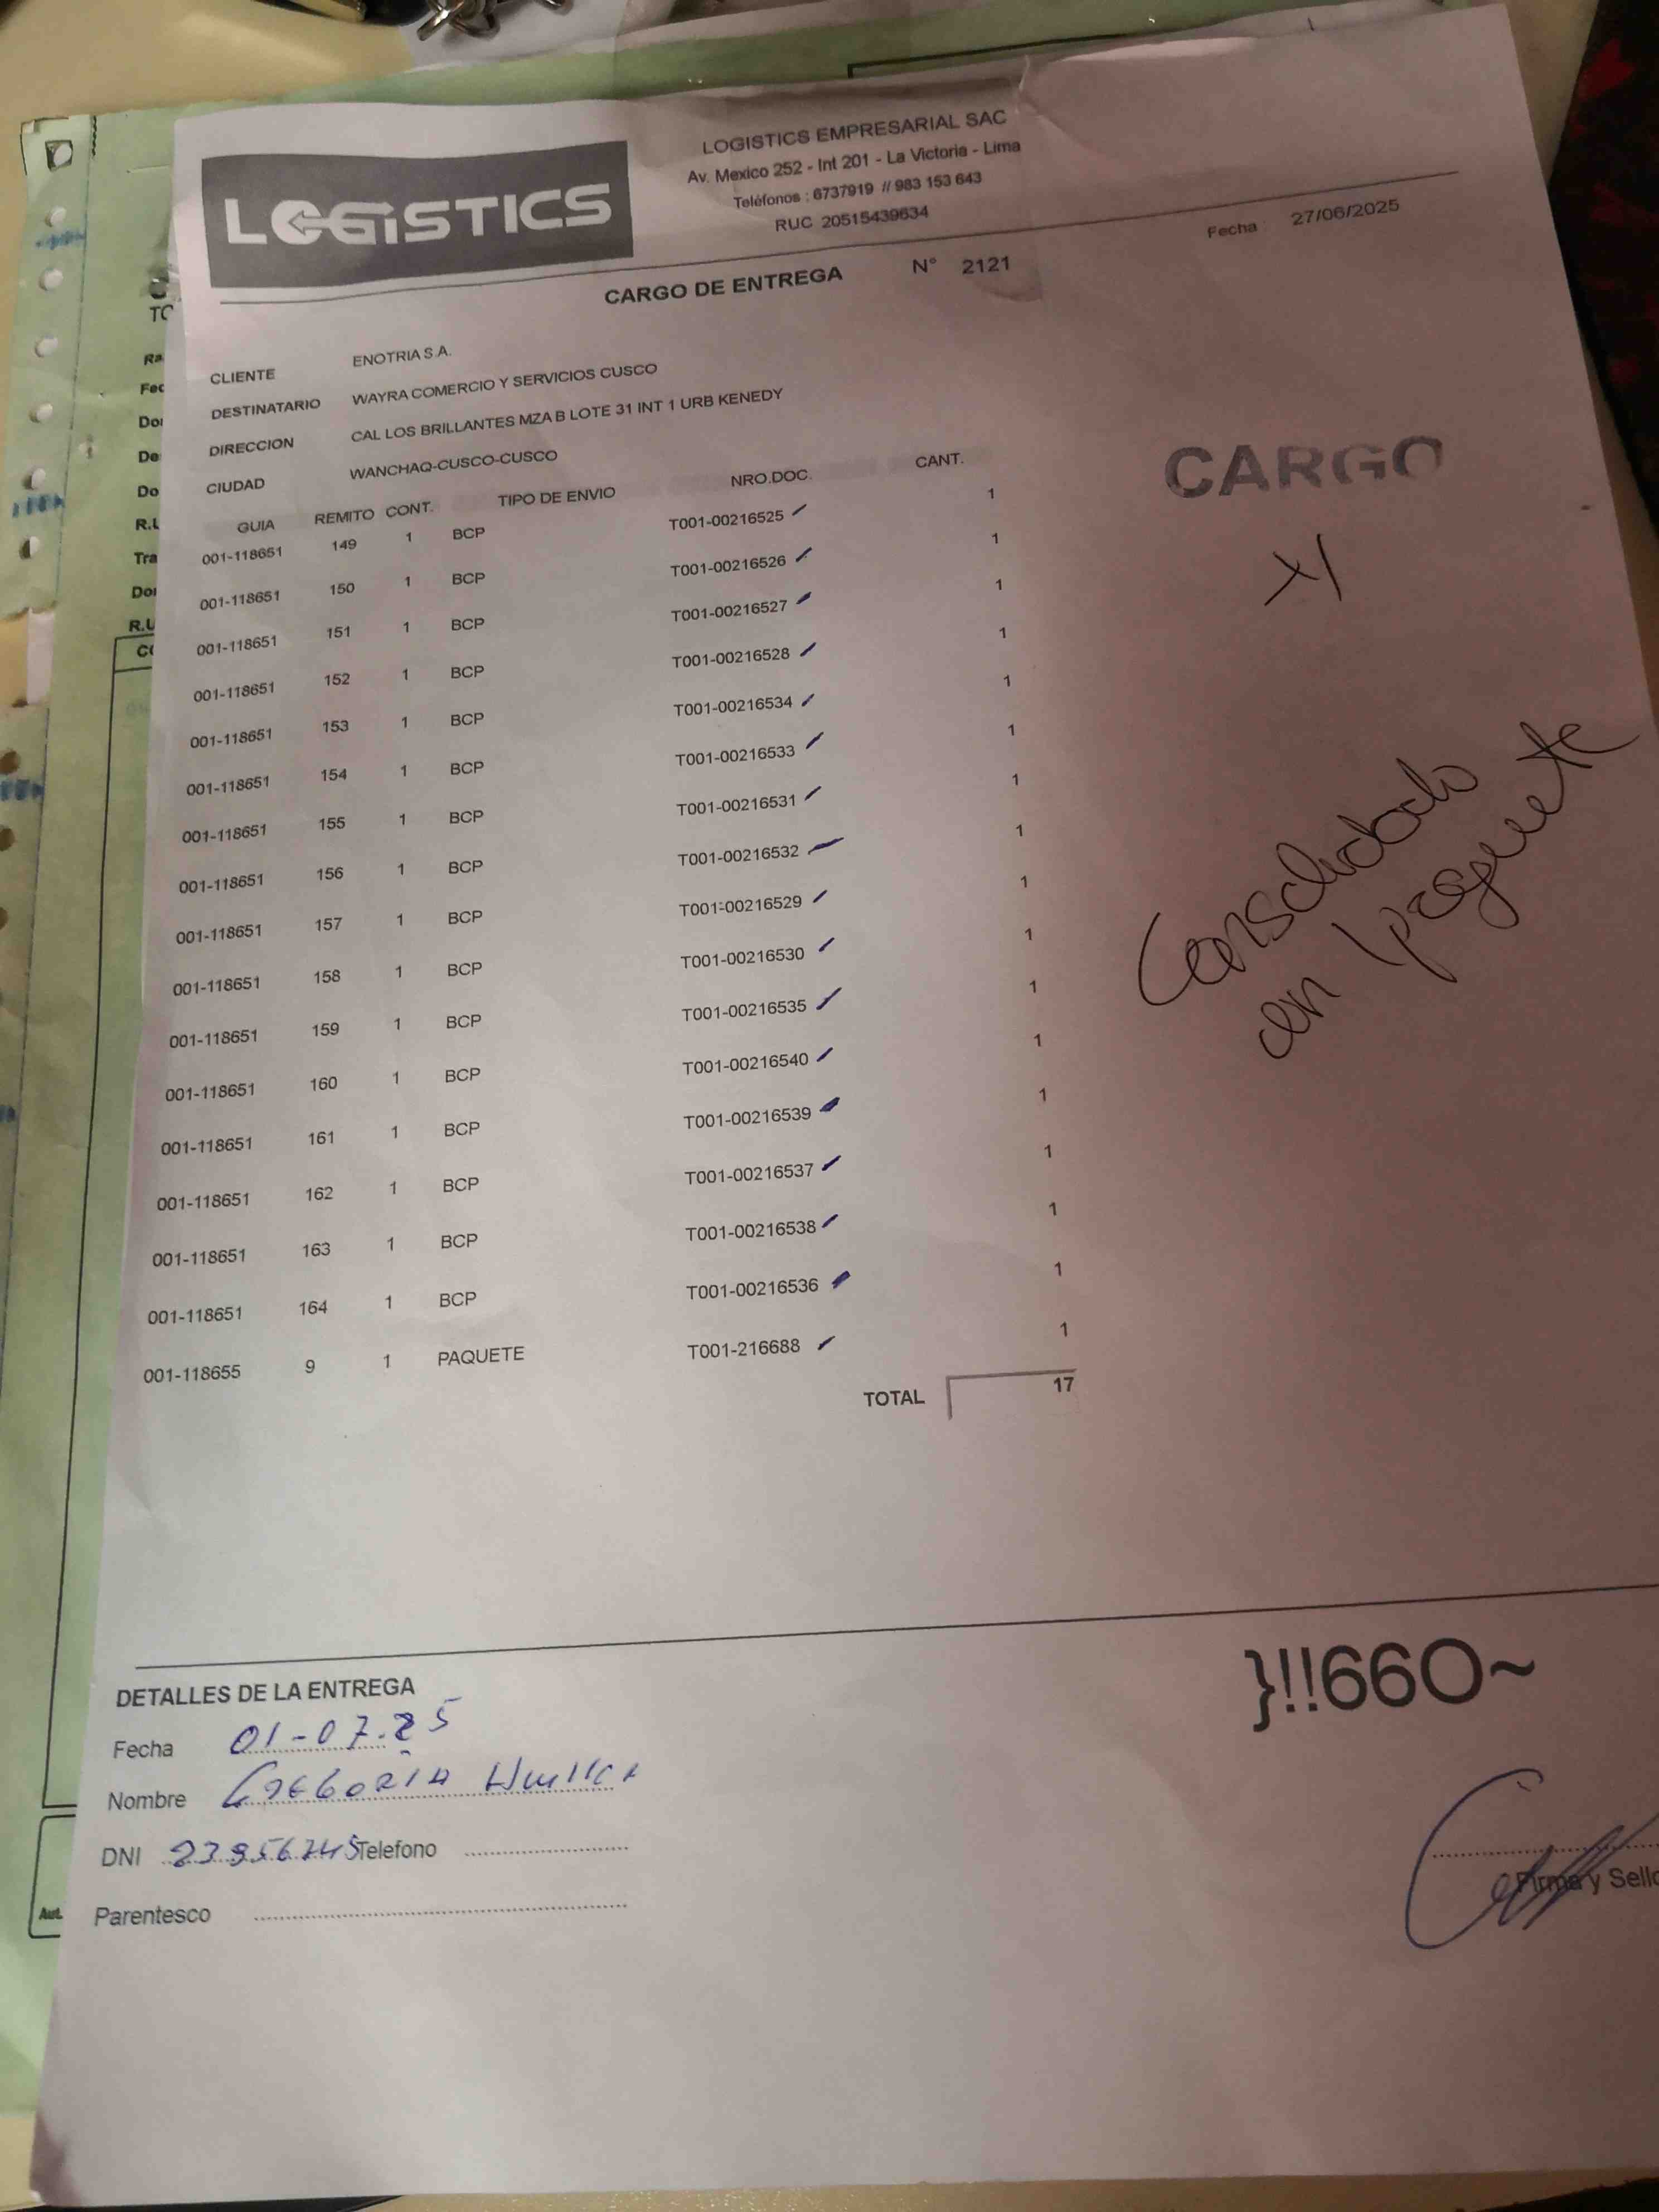 LOGISTICS
LOGISTICS EMPRESARIAL SAC
Av. Mexico 252 - Int 201 - La Victoria - Lima
Teléfonos : 6737919 // 983 153 643
RUC 20515439634
Fecha : 27/06/2025
CARGO DE ENTREGA N° 2121
CLIENTE ENOTRIA S.A.
DESTINATARIO WAYRA COMERCIO Y SERVICIOS CUSCO
DIRECCION CAL LOS BRILLANTES MZA B LOTE 31 INT 1 URB KENEDY
CIUDAD WANCHAQ-CUSCO-CUSCO
CARGO
X1
GUIA REMITO CONT. TIPO DE ENVIO NRO.DOC. CANT.
001-118651 149 1 BCP T001-00216525 1
001-118651 150 1 BCP T001-00216526 1
001-118651 151 1 BCP T001-00216527 1
001-118651 152 1 BCP T001-00216528 1
001-118651 153 1 BCP T001-00216534 1
001-118651 154 1 BCP T001-00216533 1
001-118651 155 1 BCP T001-00216531 1
001-118651 156 1 BCP T001-00216532 1
001-118651 157 1 BCP T001-00216529 1
001-118651 158 1 BCP T001-00216530 1
001-118651 159 1 BCP T001-00216535 1
001-118651 160 1 BCP T001-00216540 1
001-118651 161 1 BCP T001-00216539 1
001-118651 162 1 BCP T001-00216537 1
001-118651 163 1 BCP T001-00216538 1
001-118651 164 1 BCP T001-00216536 1
001-118655 9 1 PAQUETE T001-216688 1
TOTAL 17
Consolidado
en 1 paquete
}!!66O~
DETALLES DE LA ENTREGA
Fecha 01-07-25
Nombre
DNI Telefono
Parentesco
Firma y Sello
TO
Ra
Fec
Do
De
Do
R.U
Tra
Do
R.U
Aut.